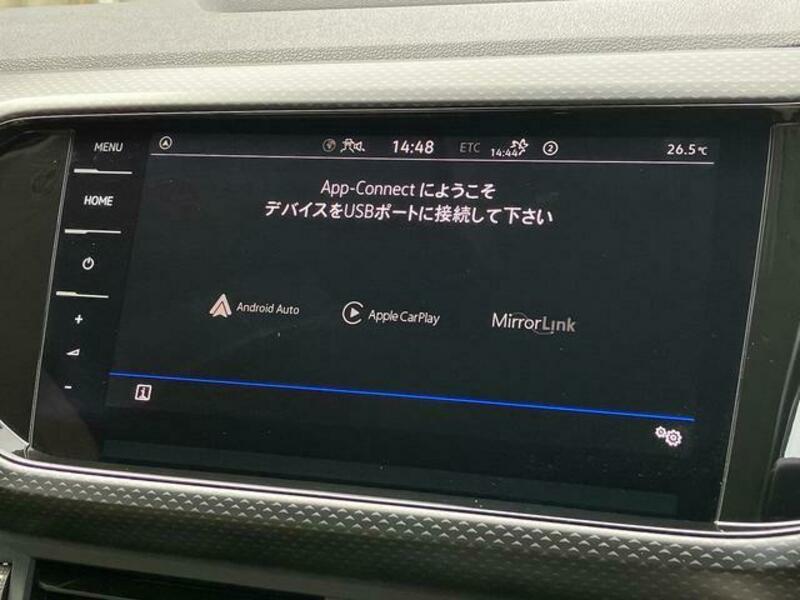 MENU
14:48
ETC
14:44
2
26.5℃
HOME
App-Connect にようこそ
デバイスをUSBポートに接続して下さい
+
-
Android Auto
Apple CarPlay
MirrorLink
i